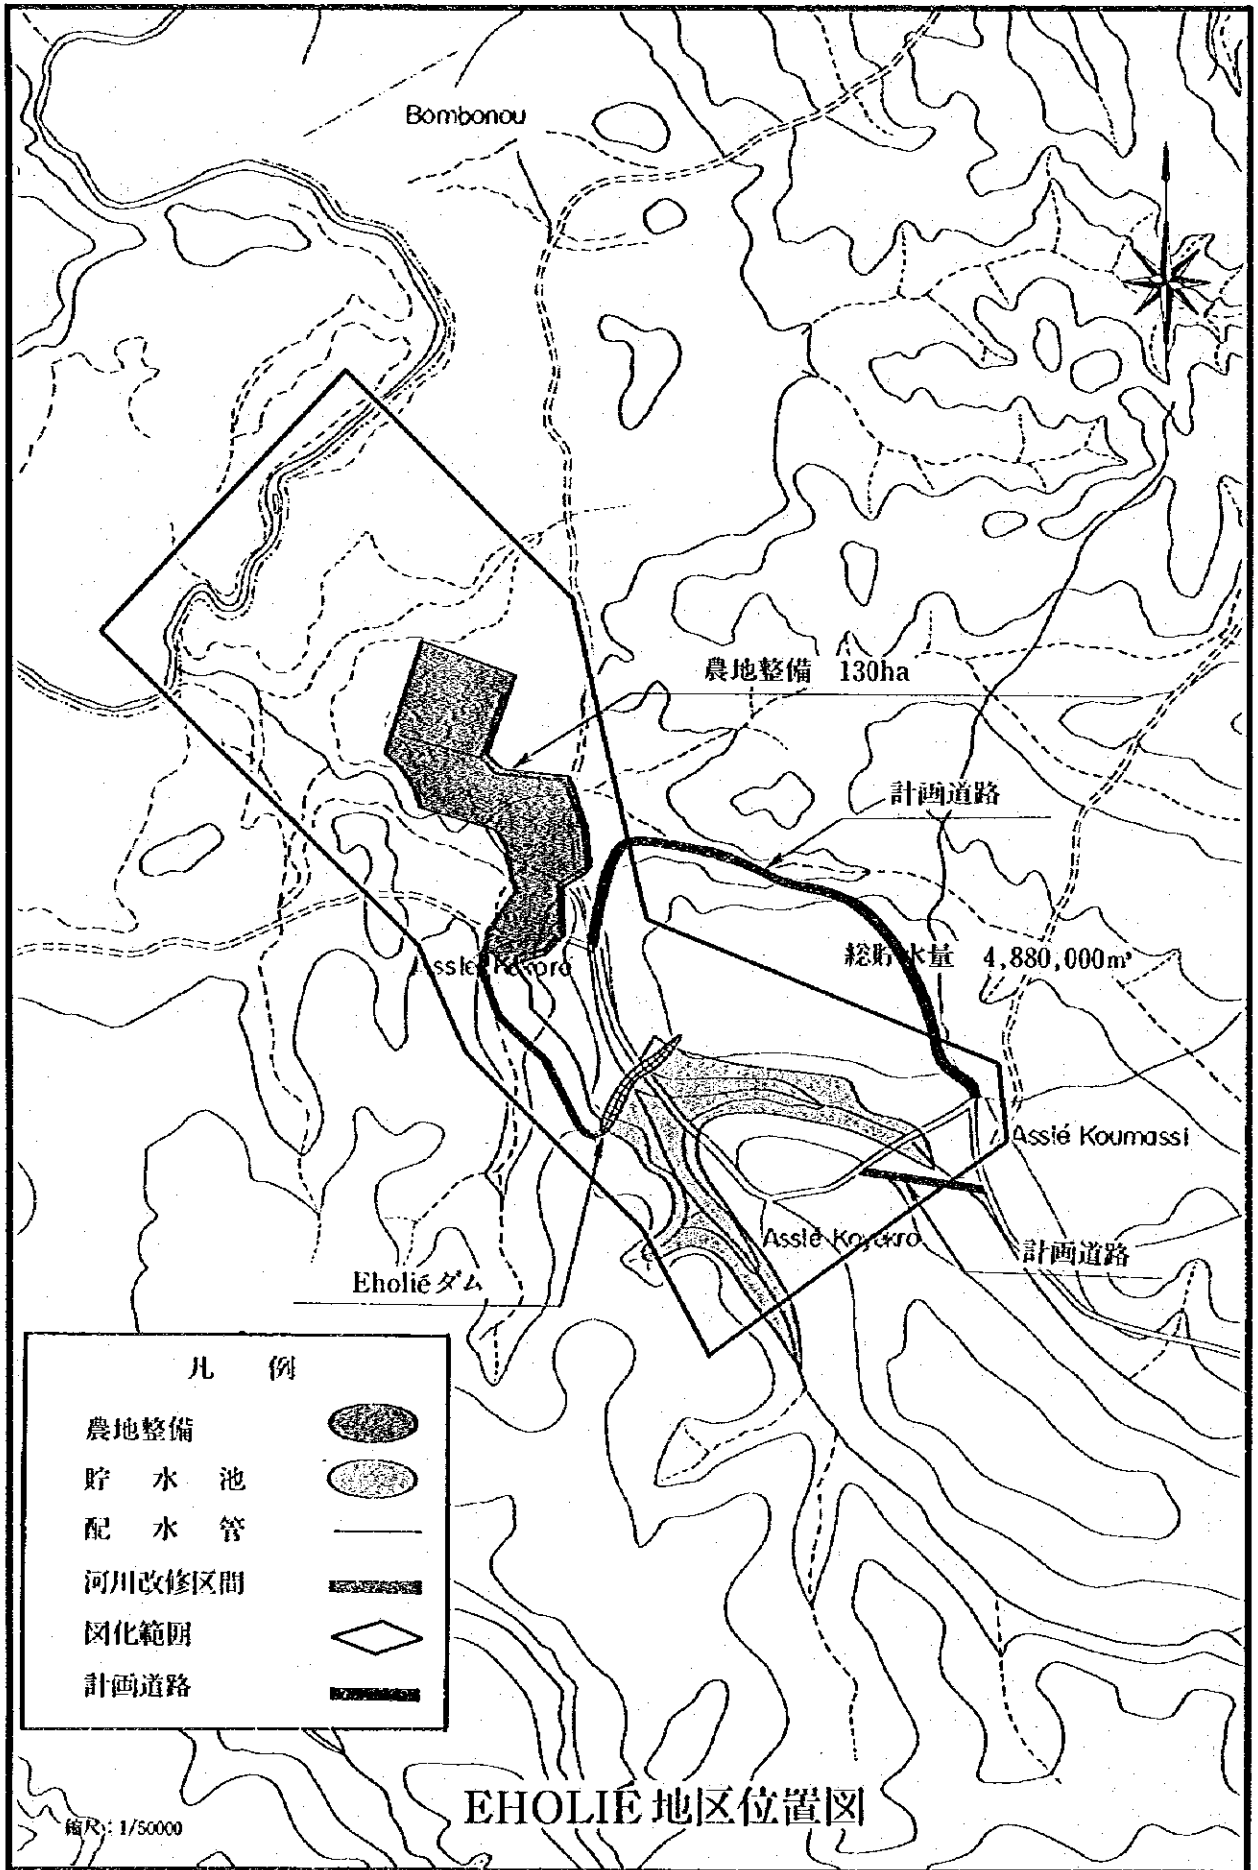 Bombonou
農地整備 130ha
計画道路
総貯水量 4,880,000m³
Assié Koumassi
Assié Koyakro
計画道路
Eholiéダム
凡 例
農地整備
貯 水 池
配 水 管
河川改修区間
図化範囲
計画道路
EHOLIÉ 地区位置図
縮尺: 1/50000